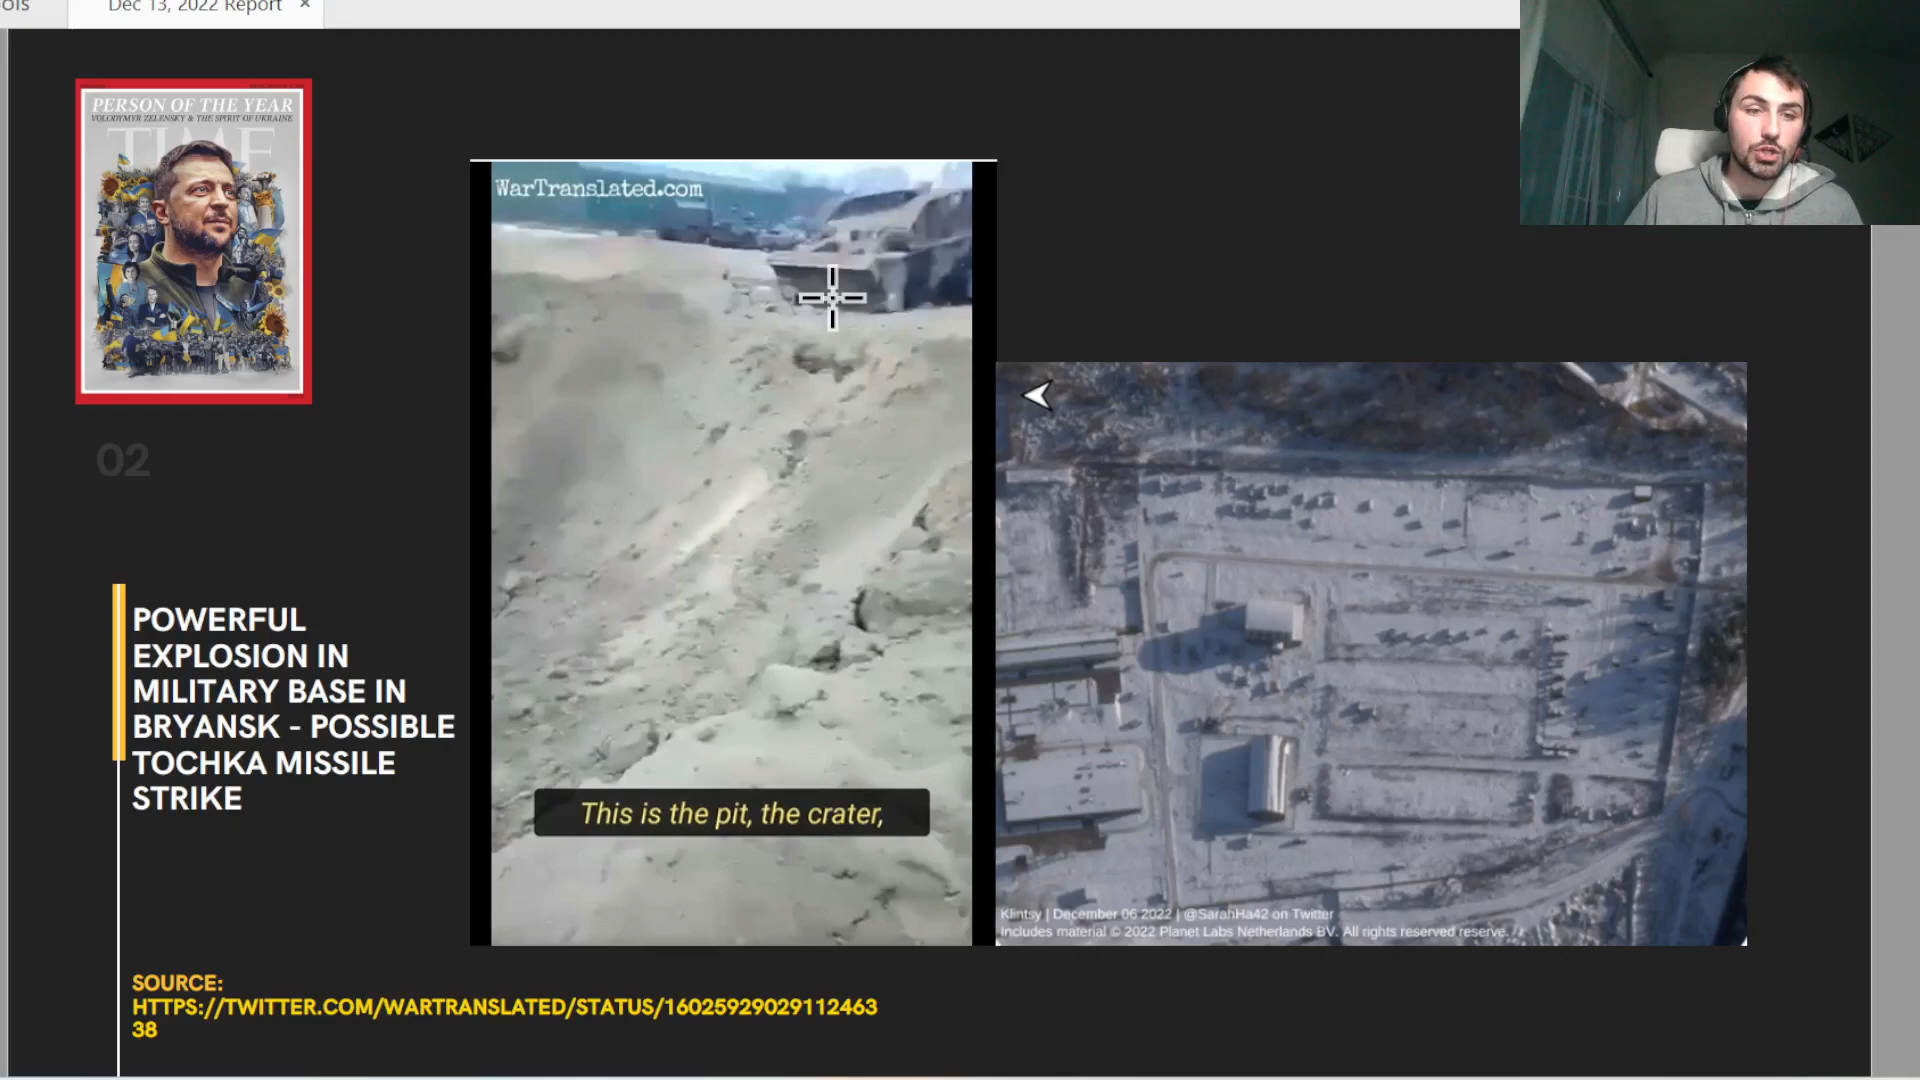 ols
Dec 13, 2022 Report ×
PERSON OF THE YEAR
VOLODYMYR ZELENSKY & THE SPIRIT OF UKRAINE
TIME
WarTranslated.com
02
POWERFUL
EXPLOSION IN
MILITARY BASE IN
BRYANSK - POSSIBLE
TOCHKA MISSILE
STRIKE
This is the pit, the crater,
Klintsy | December 06 2022 | @SarahHa42 on Twitter
Includes material © 2022 Planet Labs Netherlands BV. All rights reserved reserve.
SOURCE:
HTTPS://TWITTER.COM/WARTRANSLATED/STATUS/16025929029112463
38